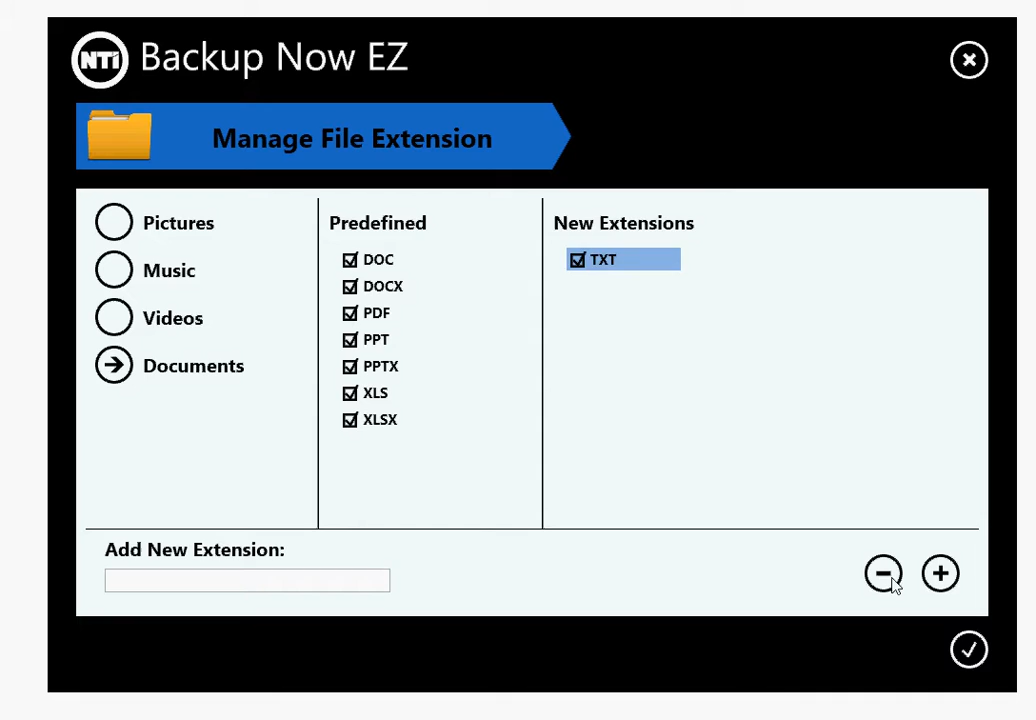 NTI Backup Now EZ
Manage File Extension
Pictures
Music
Videos
Documents
Predefined
DOC
DOCX
PDF
PPT
PPTX
XLS
XLSX
New Extensions
TXT
Add New Extension: